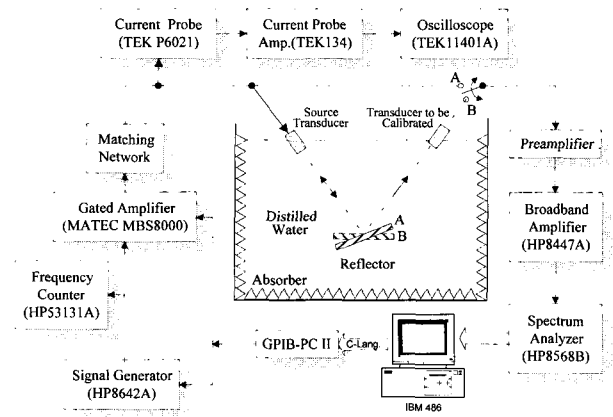 Current Probe
(TEK P6021)
Current Probe
Amp.(TEK134)
Oscilloscope
(TEK11401A)
A
B
Source
Transducer
Transducer to be
Calibrated
Matching
Network
Preamplifier
Gated Amplifier
(MATEC MBS8000)
Distilled
Water
A
B
Reflector
Broadband
Amplifier
(HP8447A)
Frequency
Counter
(HP53131A)
Absorber
GPIB-PC II
C-Lang.
Spectrum
Analyzer
(HP8568B)
Signal Generator
(HP8642A)
IBM 486